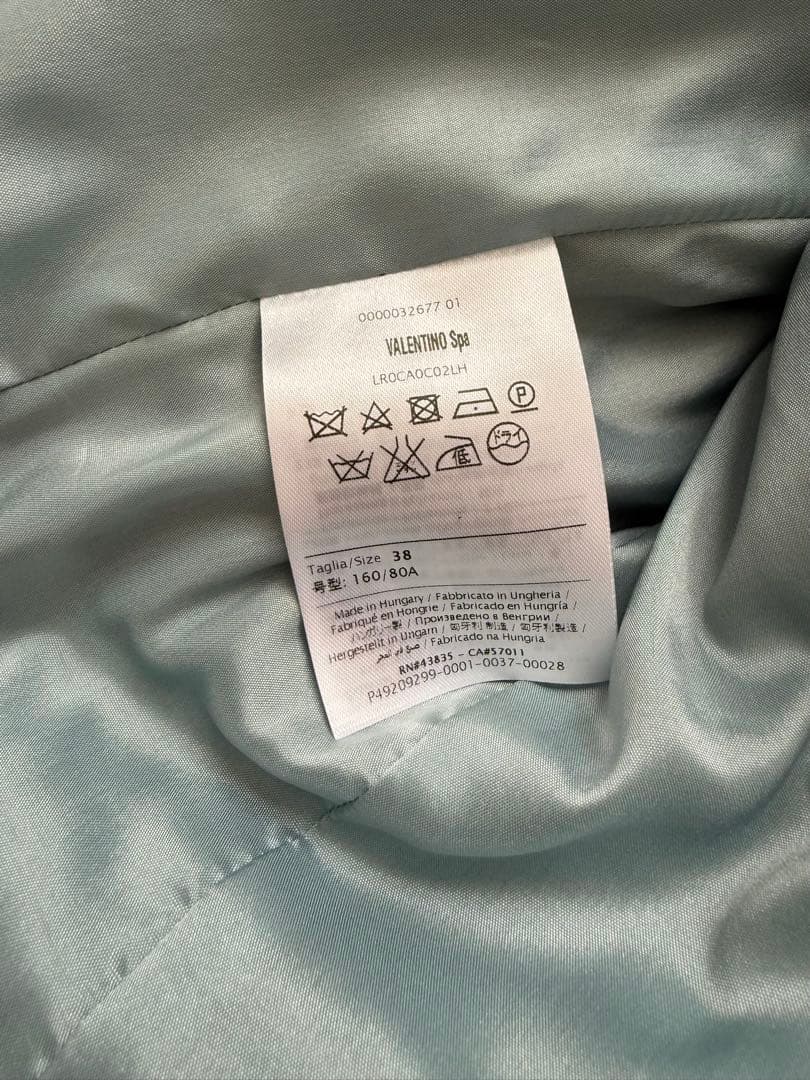 0000032677 01
VALENTINO Spa
LR0CA0C02LH
P
低 ドライ
Taglia/Size 38
号型: 160/80A
Made in Hungary / Fabbricato in Ungheria /
Fabriqué en Hongrie / Fabricado en Hungría /
ハンガリー製 / Произведено в Венгрии /
Hergestellt in Ungarn / 匈牙利制造 / 匈牙利製造 /
صنع في المجر / Fabricado na Hungria
RN#43835 - CA#57011
P49209299-0001-0037-00028